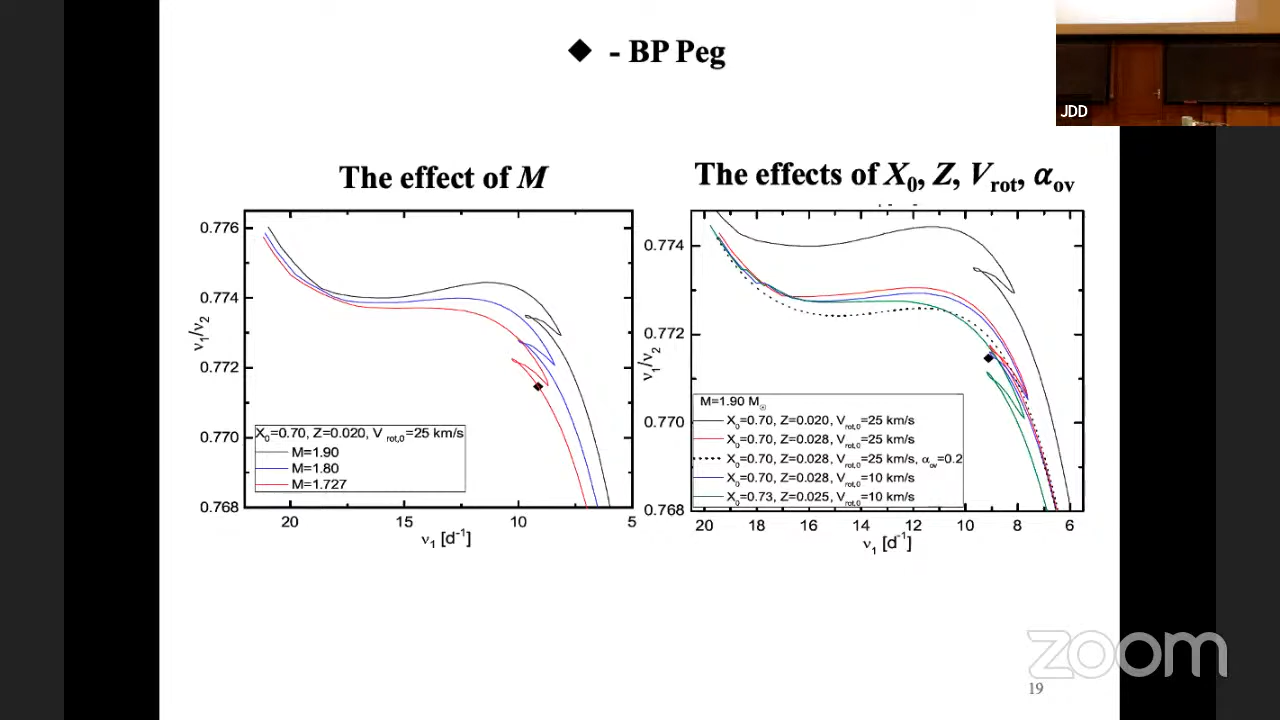 ◆ - BP Peg
JDD
The effect of M
0.776
0.774
0.772
0.770
0.768
ν1/ν2
X0=0.70, Z=0.020, V rot,0=25 km/s
M=1.90
M=1.80
M=1.727
20 15 10 5
ν1 [d-1]
The effects of X0, Z, Vrot, αov
0.774
0.772
0.770
0.768
ν1/ν2
M=1.90 M☉
X0=0.70, Z=0.020, Vrot,0=25 km/s
X0=0.70, Z=0.028, Vrot,0=25 km/s
X0=0.70, Z=0.028, Vrot,0=25 km/s, αov=0.2
X0=0.70, Z=0.028, Vrot,0=10 km/s
X0=0.73, Z=0.025, Vrot,0=10 km/s
20 18 16 14 12 10 8 6
ν1 [d-1]
zoom
19